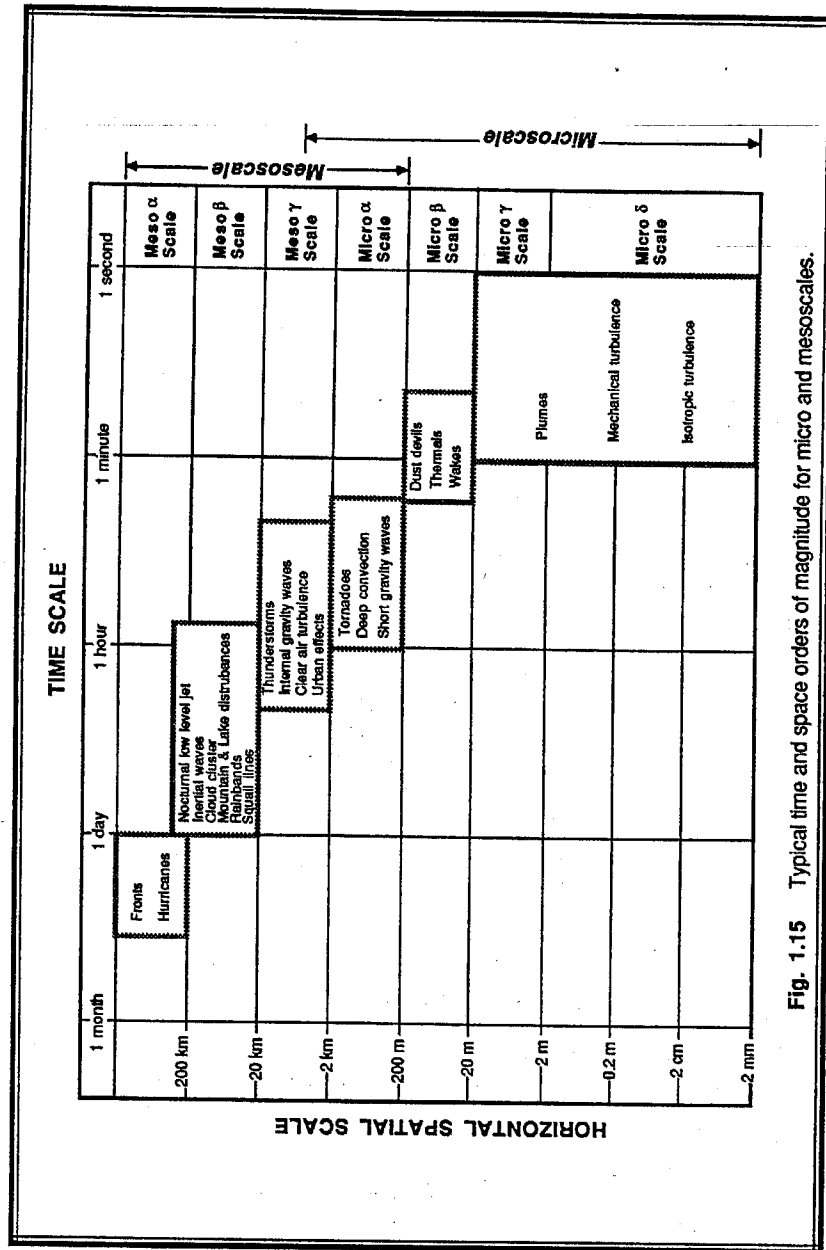 TIME SCALE
1 month
1 day
1 hour
1 minute
1 second
HORIZONTAL SPATIAL SCALE
200 km
20 km
2 km
200 m
20 m
2 m
0.2 m
2 cm
2 mm
Fronts
Hurricanes
Nocturnal low level jet
Inertial waves
Cloud cluster
Mountain & Lake distrubances
Rainbands
Squall lines
Thunderstorms
Internal gravity waves
Clear air turbulence
Urban effects
Tornadoes
Deep convection
Short gravity waves
Dust devils
Thermals
Wakes
Plumes
Mechanical turbulence
Isotropic turbulence
Meso α
Scale
Meso β
Scale
Meso γ
Scale
Micro α
Scale
Micro β
Scale
Micro γ
Scale
Micro δ
Scale
Mesoscale
Microscale
Fig. 1.15 Typical time and space orders of magnitude for micro and mesoscales.